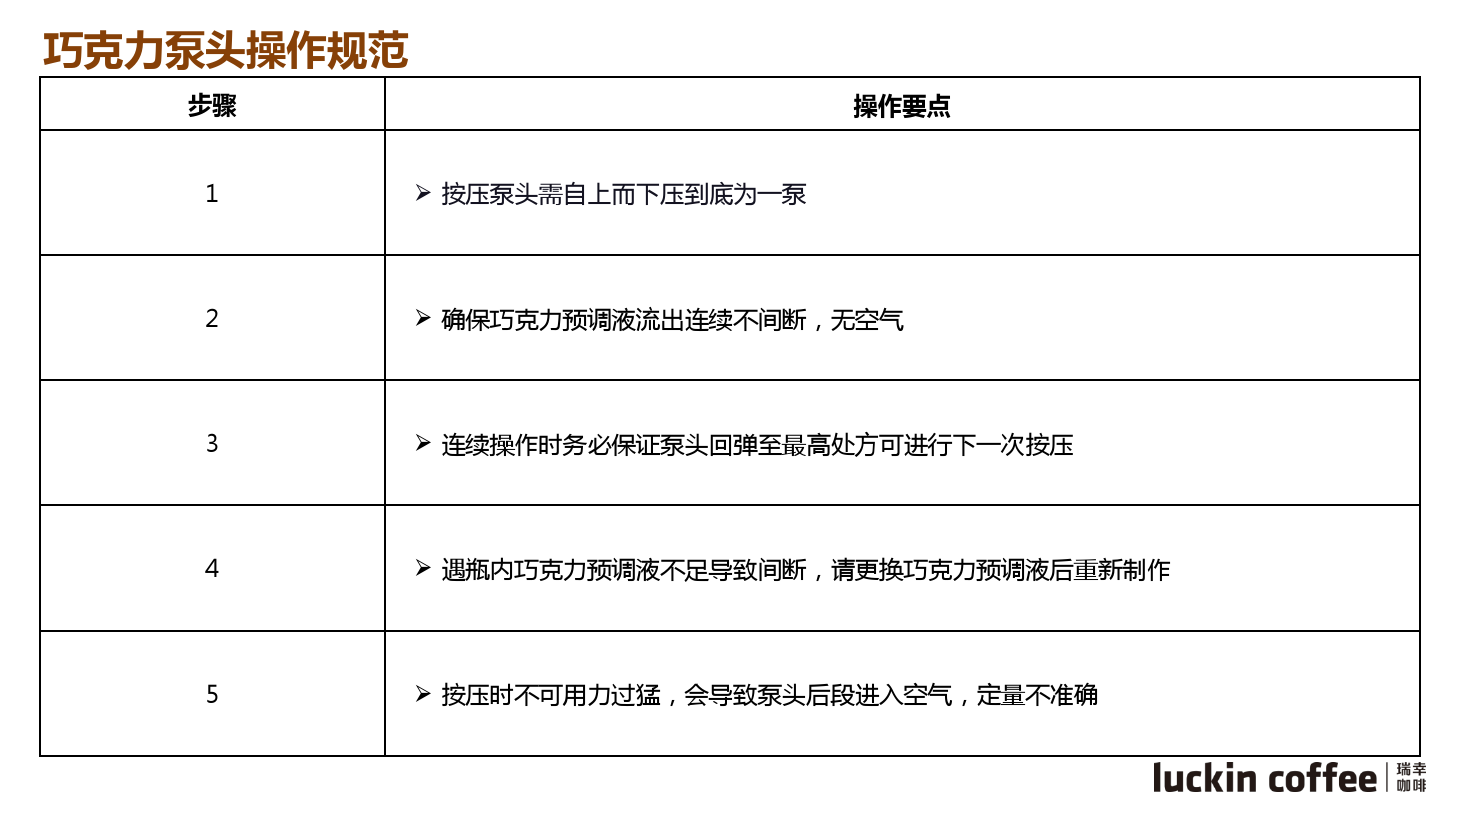 巧克力泵头操作规范
步骤 操作要点
1 ➢ 按压泵头需自上而下压到底为一泵
2 ➢ 确保巧克力预调液流出连续不间断，无空气
3 ➢ 连续操作时务必保证泵头回弹至最高处方可进行下一次按压
4 ➢ 遇瓶内巧克力预调液不足导致间断，请更换巧克力预调液后重新制作
5 ➢ 按压时不可用力过猛，会导致泵头后段进入空气，定量不准确
luckin coffee 瑞幸
咖啡